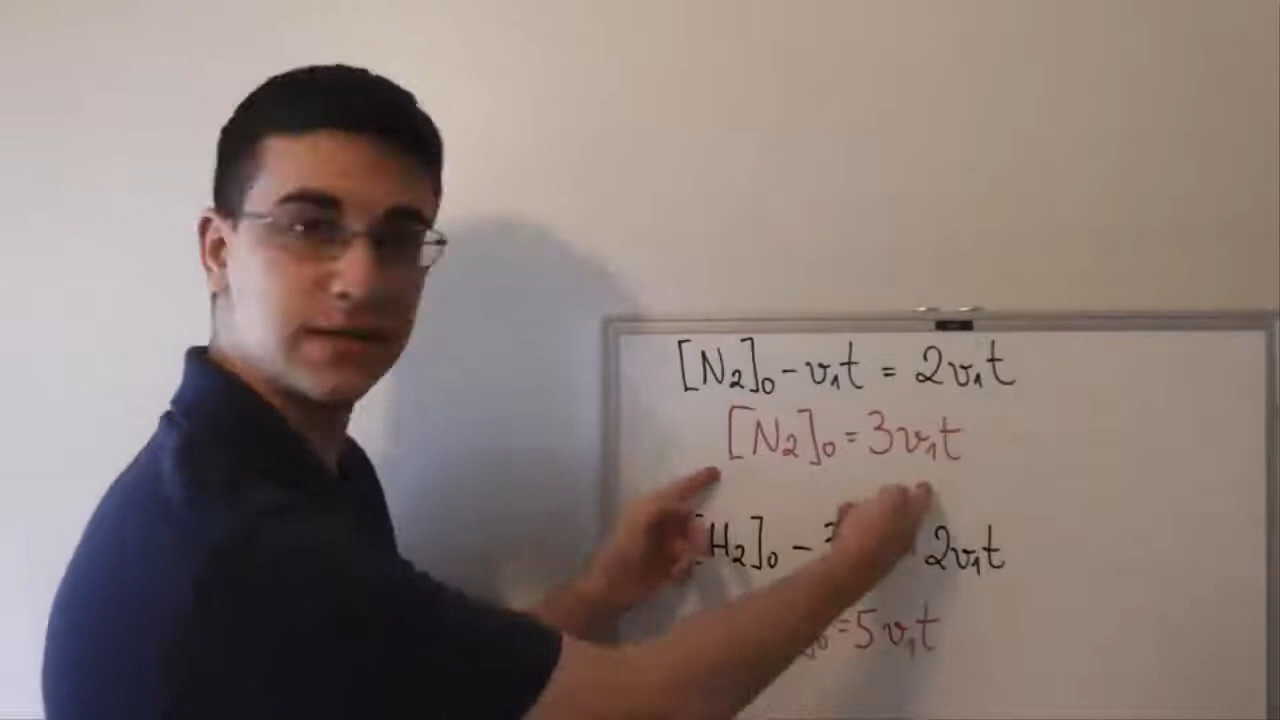 [N₂]₀ - v₁t = 2v₁t
[N₂]₀ = 3v₁t
[H₂]₀ - 2v₁t
=5v₁t